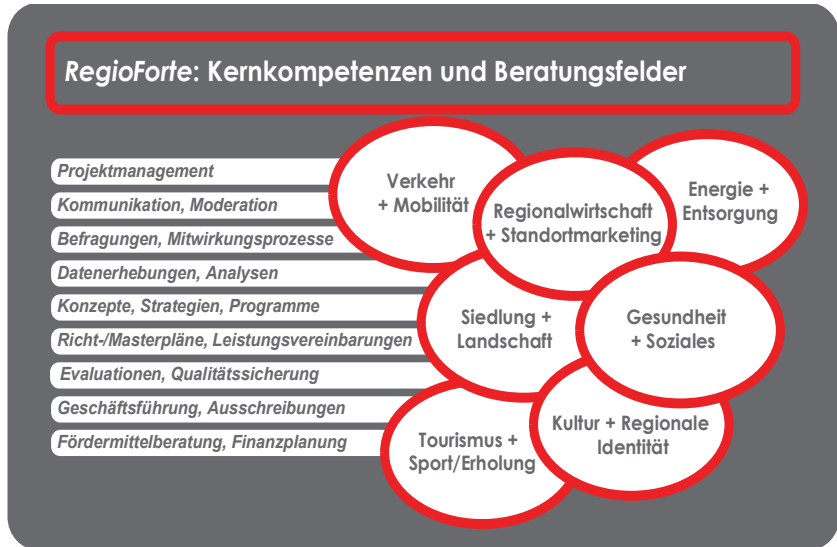 RegioForte: Kernkompetenzen und Beratungsfelder
Projektmanagement
Kommunikation, Moderation
Befragungen, Mitwirkungsprozesse
Datenerhebungen, Analysen
Konzepte, Strategien, Programme
Richt-/Masterpläne, Leistungsvereinbarungen
Evaluationen, Qualitätssicherung
Geschäftsführung, Ausschreibungen
Fördermittelberatung, Finanzplanung
Verkehr
+ Mobilität
Regionalwirtschaft
+ Standortmarketing
Energie +
Entsorgung
Siedlung +
Landschaft
Gesundheit
+ Soziales
Tourismus +
Sport/Erholung
Kultur + Regionale
Identität